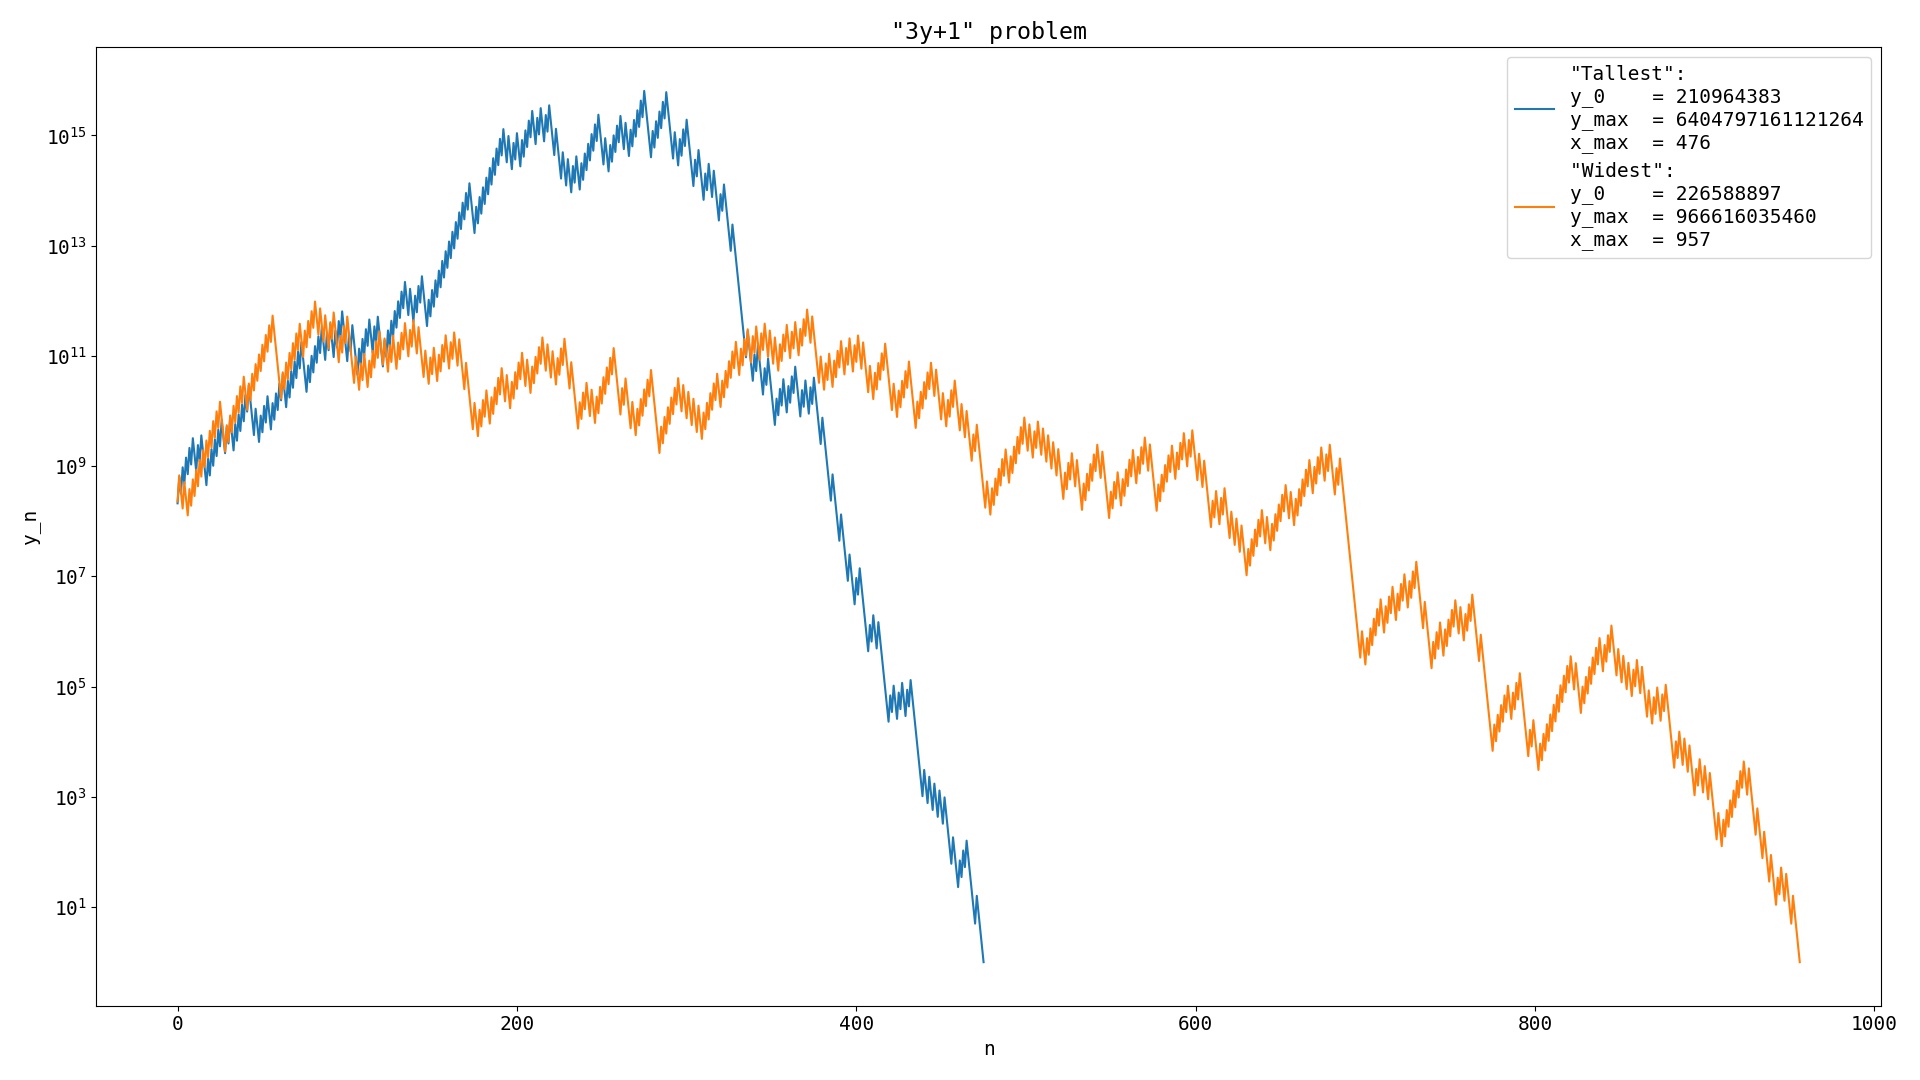 "3y+1" problem
"Tallest":
y_0    = 210964383
y_max  = 6404797161121264
x_max  = 476
"Widest":
y_0    = 226588897
y_max  = 966616035460
x_max  = 957
10^15
10^13
10^11
10^9
10^7
10^5
10^3
10^1
y_n
0 200 400 600 800 1000
n